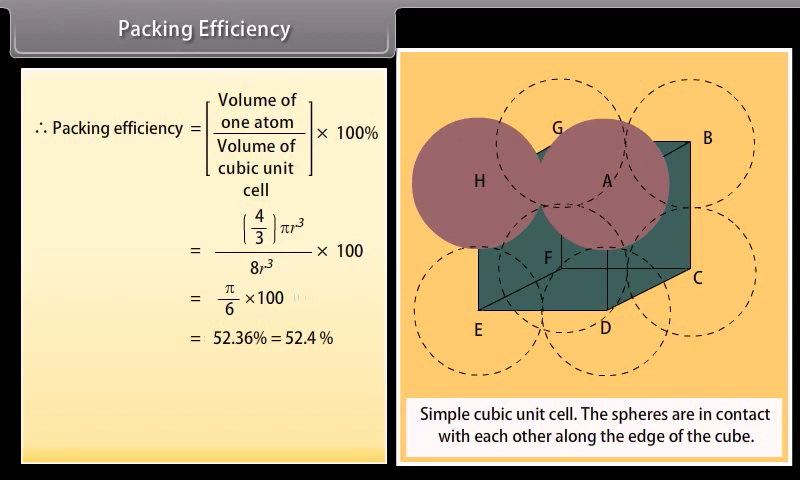 Packing Efficiency
∴ Packing efficiency = [Volume of one atom / Volume of cubic unit cell] × 100%
= (4/3) πr³ / 8r³ × 100
= π/6 ×100
= 52.36% = 52.4 %
G
B
H
A
F
C
E
D
Simple cubic unit cell. The spheres are in contact
with each other along the edge of the cube.